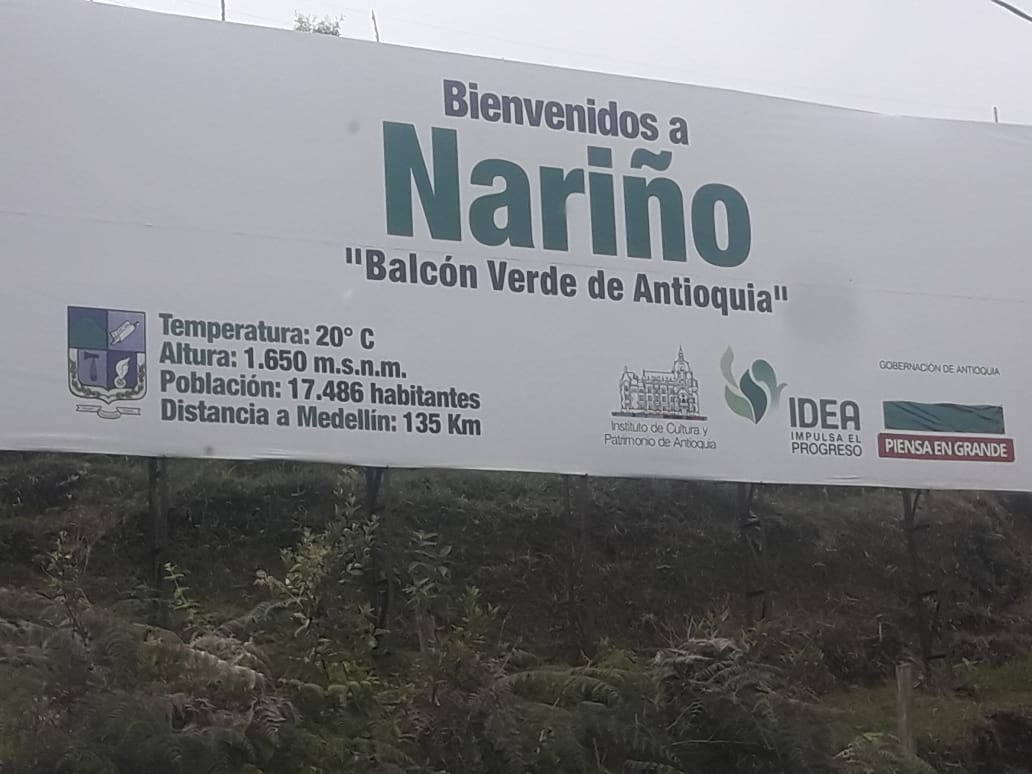 Bienvenidos a
Nariño
"Balcón Verde de Antioquia"
Temperatura: 20° C
Altura: 1.650 m.s.n.m.
Población: 17.486 habitantes
Distancia a Medellín: 135 Km
Instituto de Cultura y
Patrimonio de Antioquia
IDEA
IMPULSA EL
PROGRESO
GOBERNACIÓN DE ANTIOQUIA
PIENSA EN GRANDE